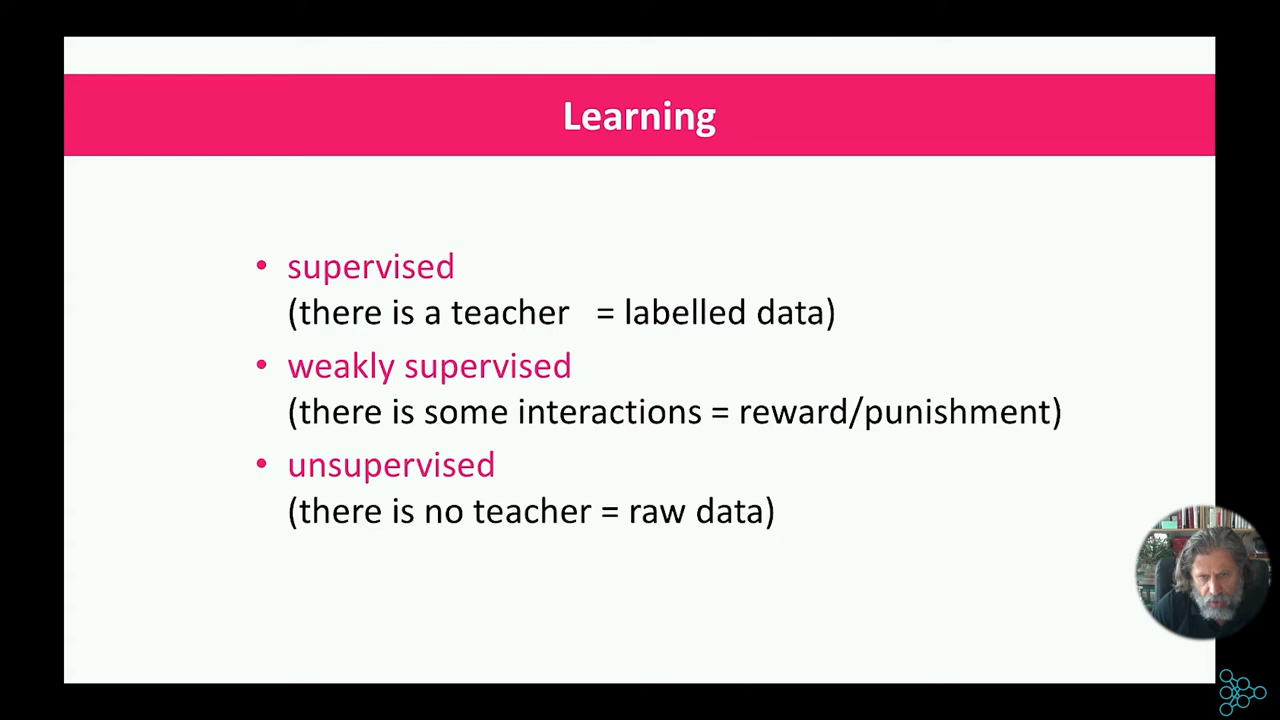 Learning
• supervised
(there is a teacher = labelled data)
• weakly supervised
(there is some interactions = reward/punishment)
• unsupervised
(there is no teacher = raw data)